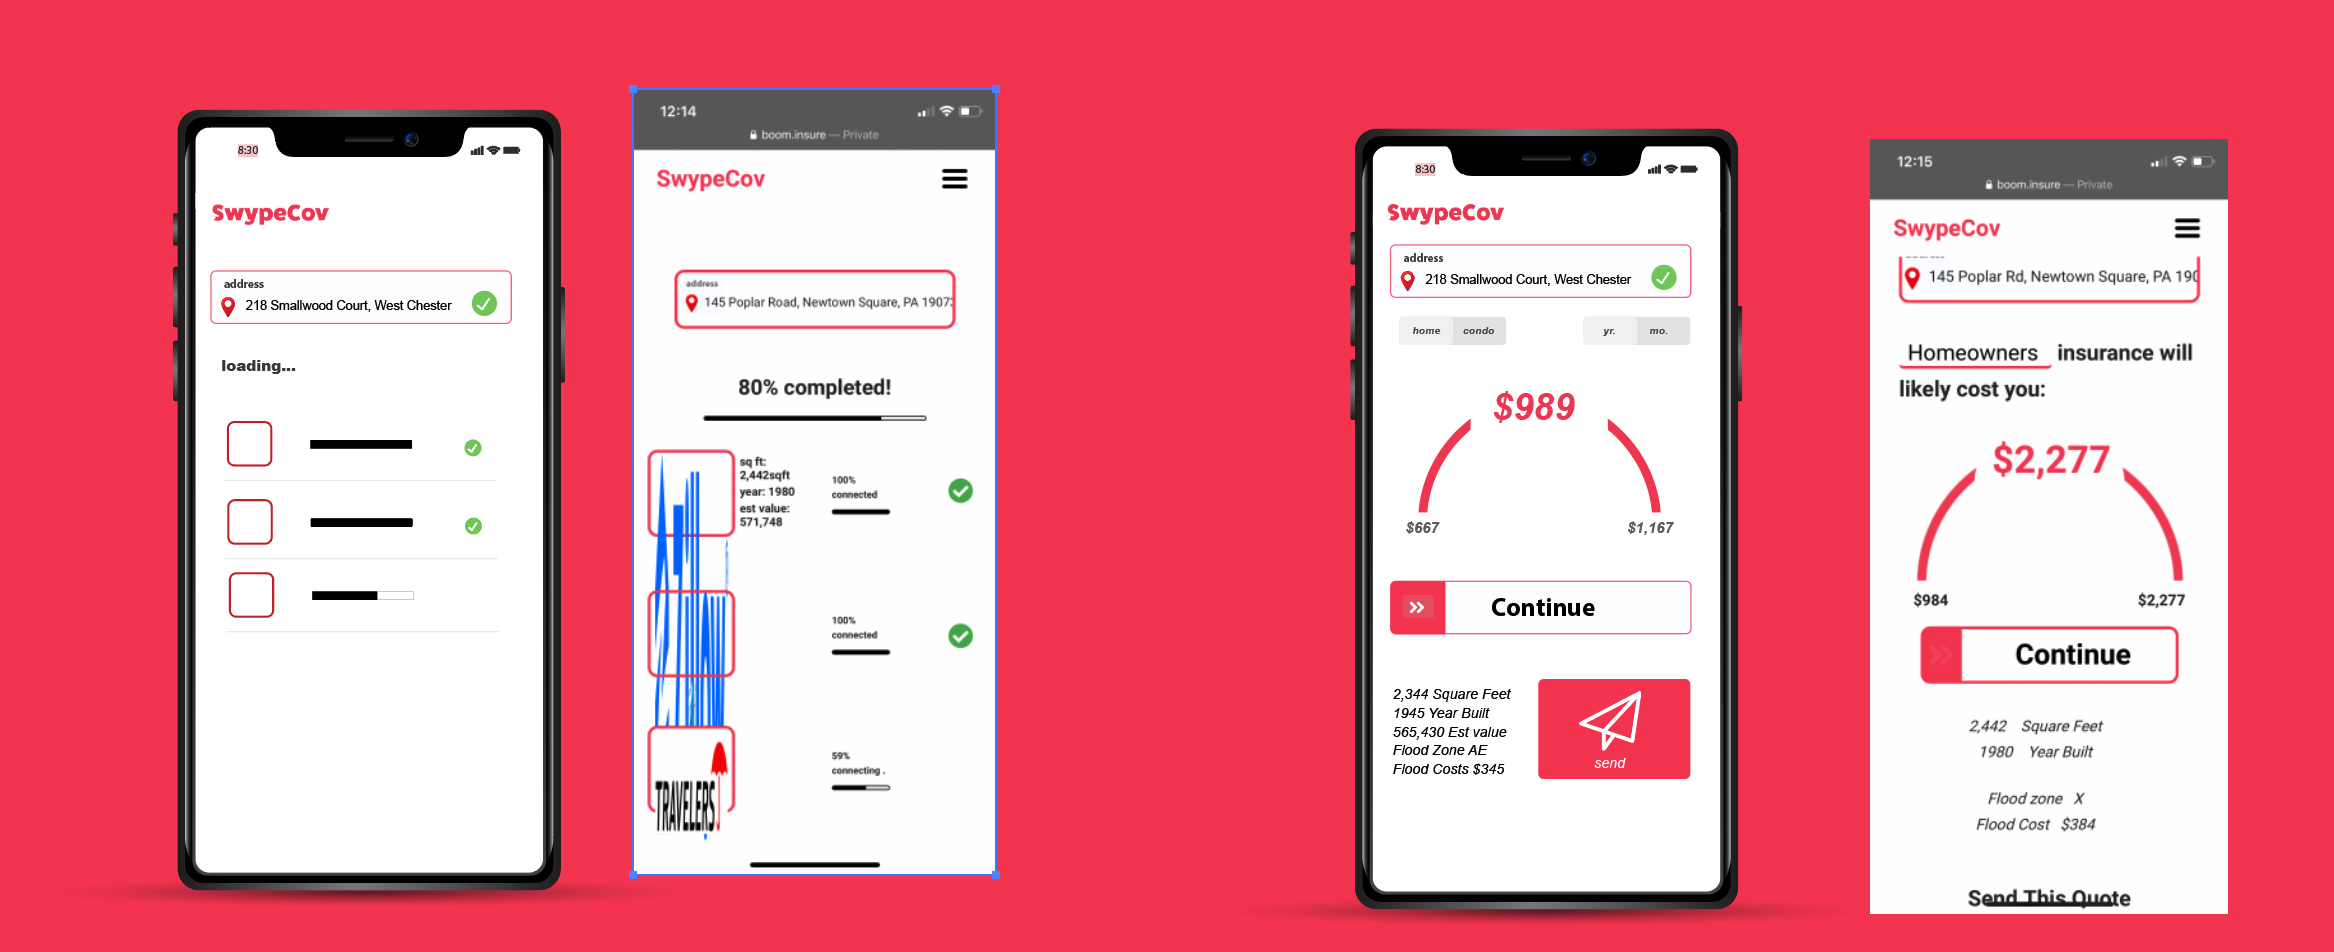 8:30
SwypeCov
address
218 Smallwood Court, West Chester
loading...
12:14
boom.insure — Private
SwypeCov
address
145 Poplar Road, Newtown Square, PA 1907
80% completed!
sq ft:
2,442sqft
year: 1980
est value:
571,748
100%
connected
100%
connected
59%
connecting .
TRAVELERS
8:30
SwypeCov
address
218 Smallwood Court, West Chester
home condo
yr. mo.
$989
$667
$1,167
Continue
2,344 Square Feet
1945 Year Built
565,430 Est value
Flood Zone AE
Flood Costs $345
send
12:15
boom.insure — Private
SwypeCov
145 Poplar Rd, Newtown Square, PA 190
Homeowners insurance will
likely cost you:
$2,277
$984
$2,277
Continue
2,442 Square Feet
1980 Year Built
Flood zone X
Flood Cost $384
Send This Quote